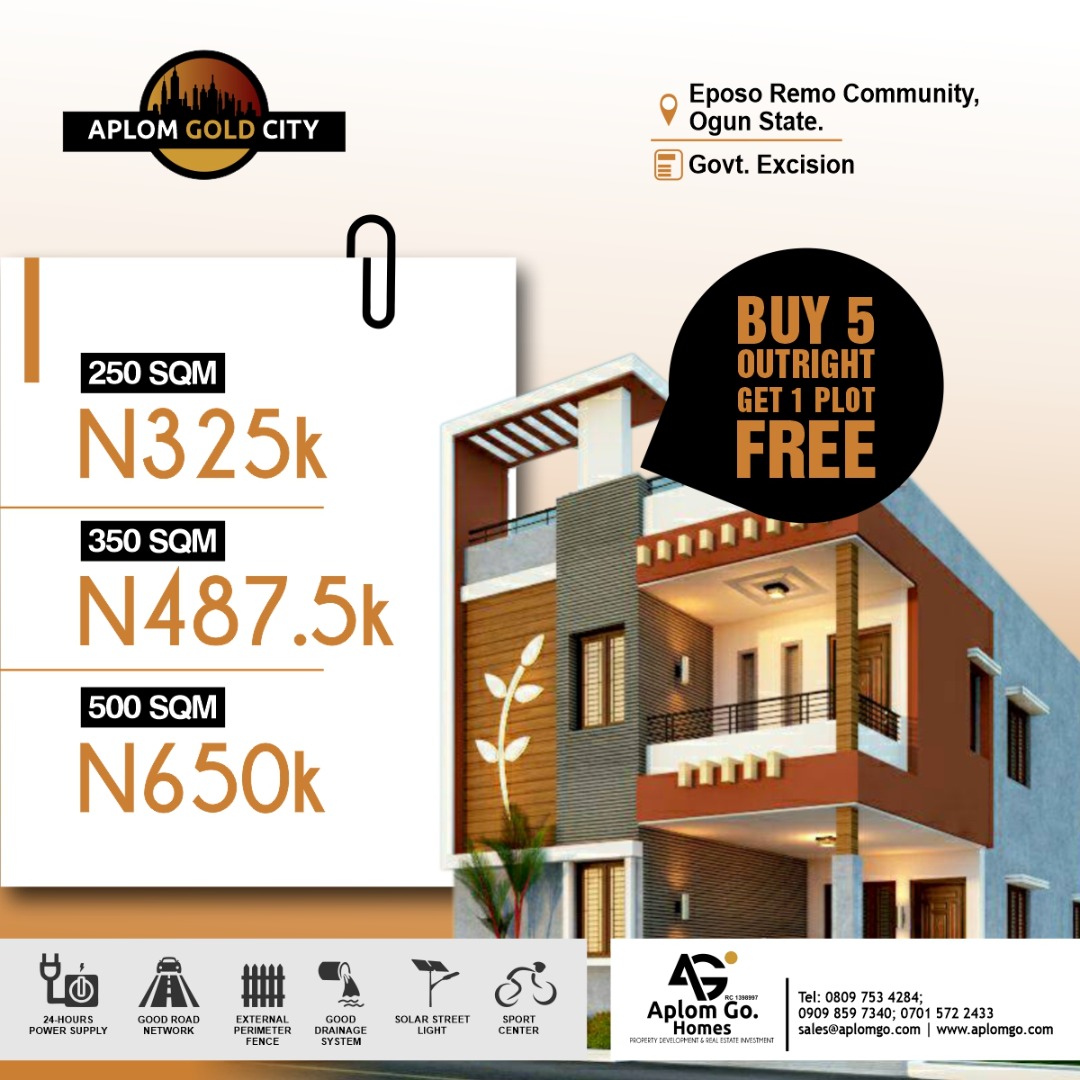 APLOM GOLD CITY
Eposo Remo Community,
Ogun State.
Govt. Excision
BUY 5
OUTRIGHT
GET 1 PLOT
FREE
250 SQM
N325k
350 SQM
N487.5k
500 SQM
N650k
24-HOURS
POWER SUPPLY
GOOD ROAD
NETWORK
EXTERNAL
PERIMETER
FENCE
GOOD
DRAINAGE
SYSTEM
SOLAR STREET
LIGHT
SPORT
CENTER
AG
RC 1398997
Aplom Go.
Homes
PROPERTY DEVELOPMENT & REAL ESTATE INVESTMENT
Tel: 0809 753 4284;
0909 859 7340; 0701 572 2433
sales@aplomgo.com | www.aplomgo.com